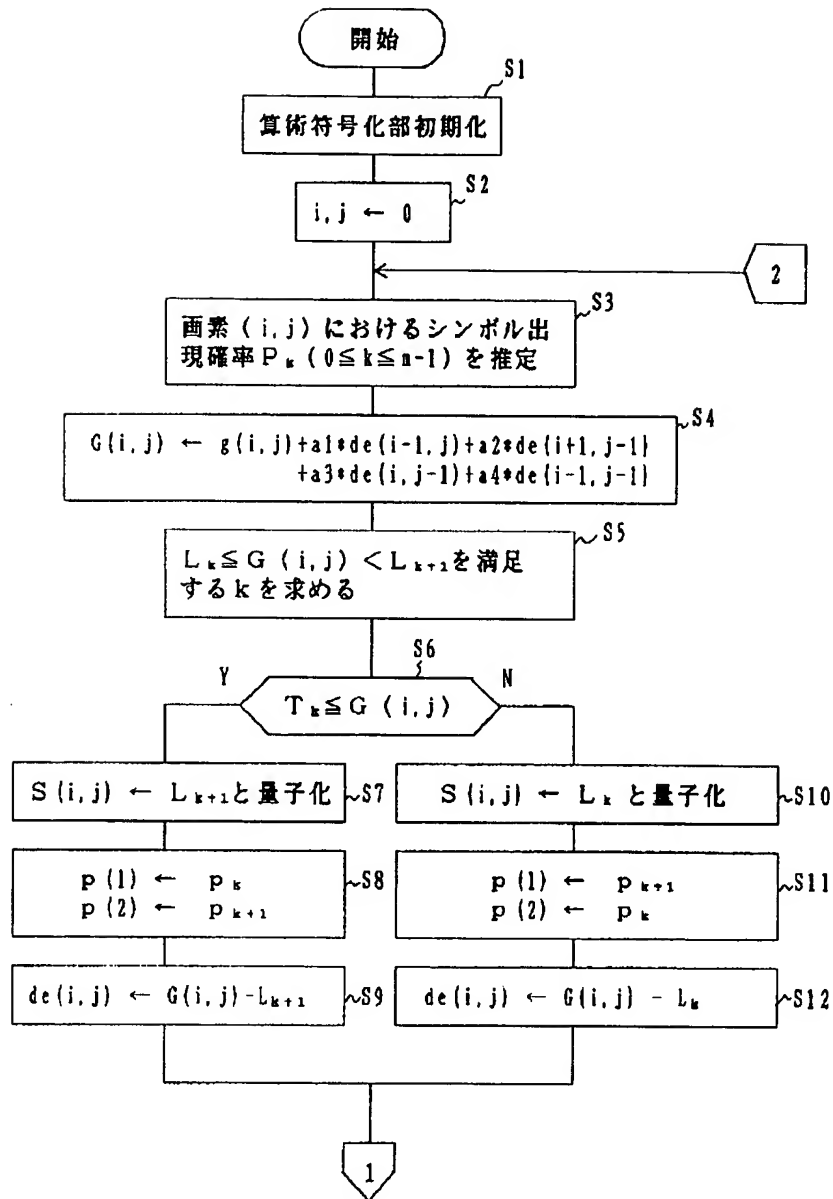 開始
S1
算術符号化部初期化
S2
i,j ← 0
2
S3
画素(i,j)におけるシンボル出
現確率Pk(0≦k≦n-1)を推定
S4
G(i,j) ← g(i,j)+a1*de(i-1,j)+a2*de(i+1,j-1)
+a3*de(i,j-1)+a4*de(i-1,j-1)
S5
Lk≦G(i,j)<Lk+1を満足
するkを求める
S6
Y
N
Tk≦G(i,j)
S(i,j) ← Lk+1と量子化
S7
S(i,j) ← Lkと量子化
S10
p(1) ← pk
p(2) ← pk+1
S8
p(1) ← pk+1
p(2) ← pk
S11
de(i,j) ← G(i,j)-Lk+1
S9
de(i,j) ← G(i,j) - Lk
S12
1